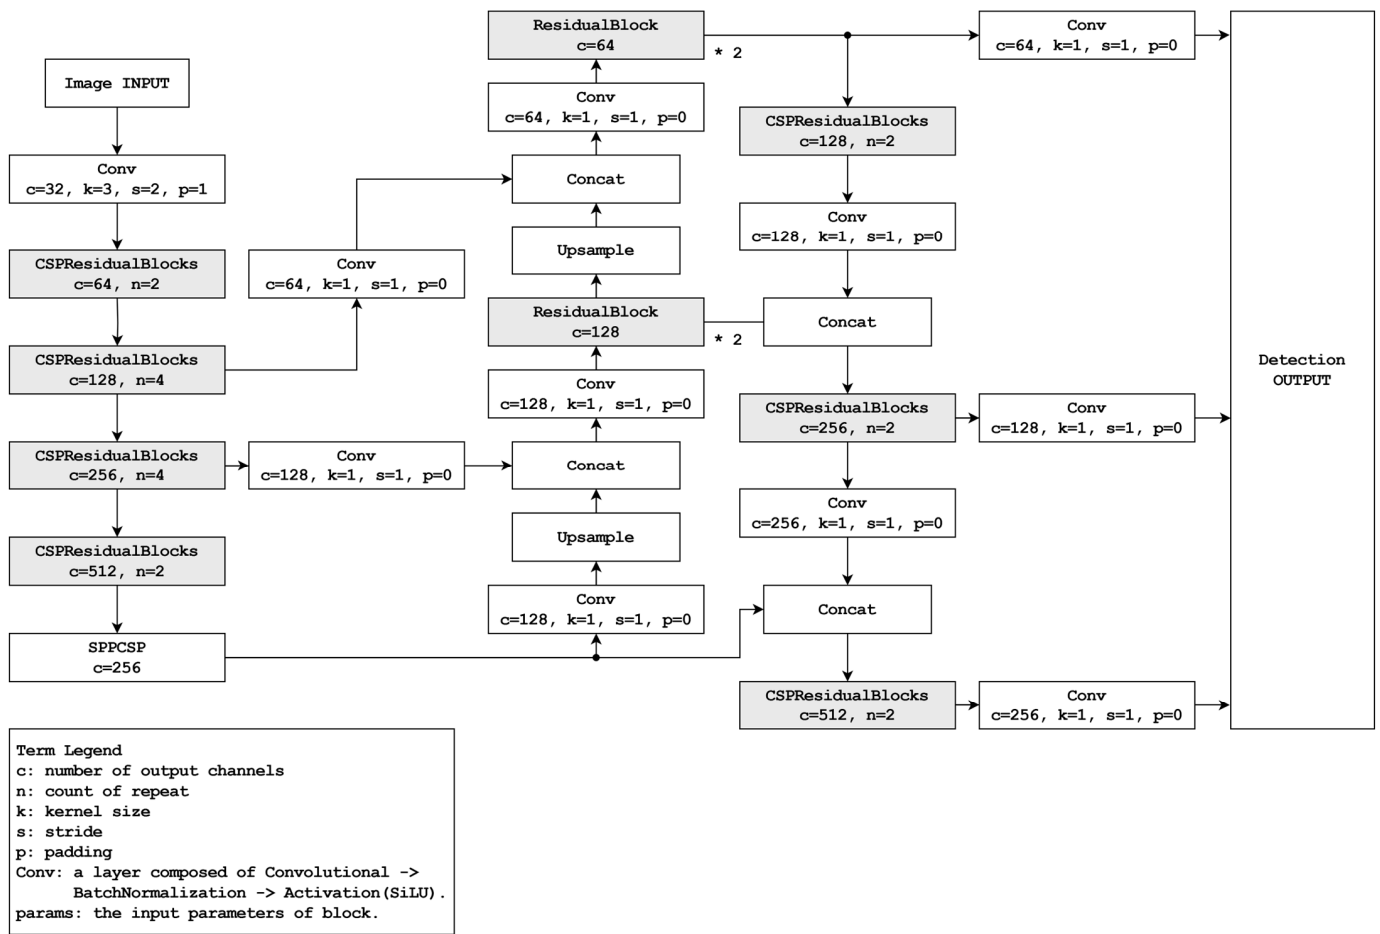 Image INPUT
Conv
c=32, k=3, s=2, p=1
CSPResidualBlocks
c=64, n=2
CSPResidualBlocks
c=128, n=4
CSPResidualBlocks
c=256, n=4
CSPResidualBlocks
c=512, n=2
SPPCSP
c=256
Conv
c=64, k=1, s=1, p=0
Conv
c=128, k=1, s=1, p=0
ResidualBlock
c=64
* 2
Conv
c=64, k=1, s=1, p=0
Concat
Upsample
ResidualBlock
c=128
* 2
Conv
c=128, k=1, s=1, p=0
Concat
Upsample
Conv
c=128, k=1, s=1, p=0
CSPResidualBlocks
c=128, n=2
Conv
c=128, k=1, s=1, p=0
Concat
CSPResidualBlocks
c=256, n=2
Conv
c=256, k=1, s=1, p=0
Concat
CSPResidualBlocks
c=512, n=2
Conv
c=64, k=1, s=1, p=0
Conv
c=128, k=1, s=1, p=0
Conv
c=256, k=1, s=1, p=0
Detection
OUTPUT
Term Legend
c: number of output channels
n: count of repeat
k: kernel size
s: stride
p: padding
Conv: a layer composed of Convolutional ->
BatchNormalization -> Activation(SiLU).
params: the input parameters of block.